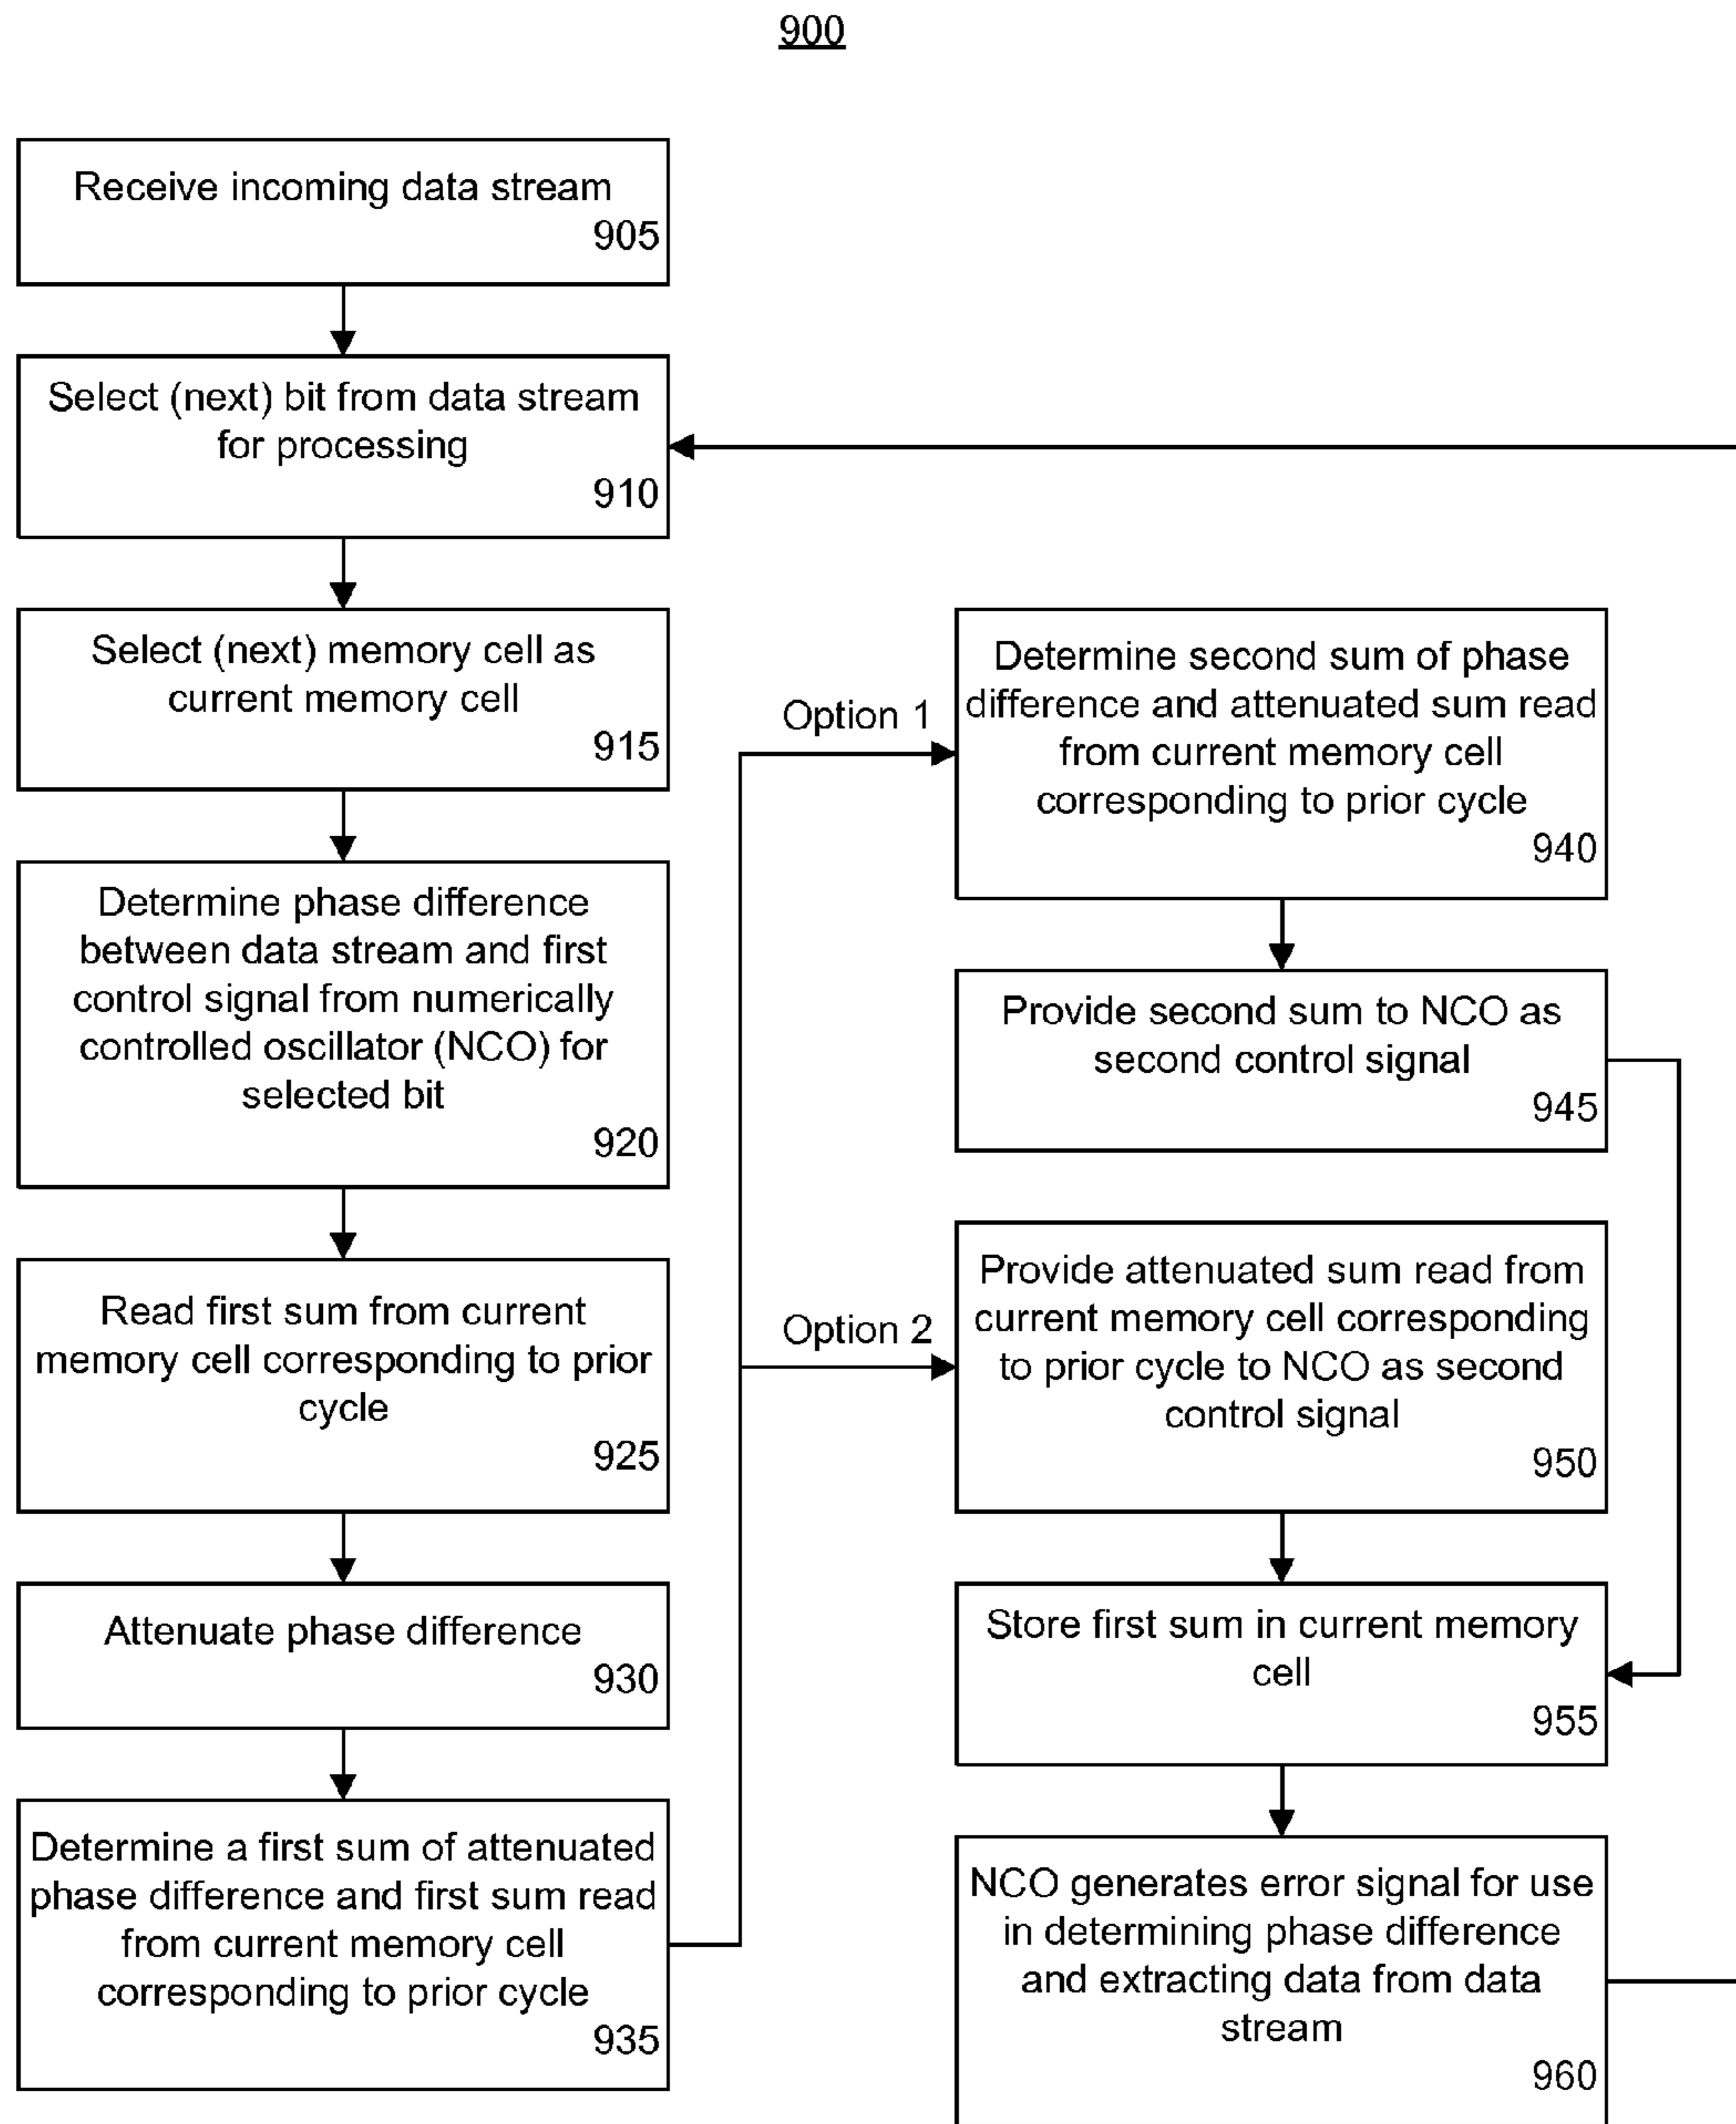 900
Receive incoming data stream
905
Select (next) bit from data stream
for processing
910
Select (next) memory cell as
current memory cell
915
Determine phase difference
between data stream and first
control signal from numerically
controlled oscillator (NCO) for
selected bit
920
Read first sum from current
memory cell corresponding to prior
cycle
925
Attenuate phase difference
930
Determine a first sum of attenuated
phase difference and first sum read
from current memory cell
corresponding to prior cycle
935
Option 1
Determine second sum of phase
difference and attenuated sum read
from current memory cell
corresponding to prior cycle
940
Provide second sum to NCO as
second control signal
945
Option 2
Provide attenuated sum read from
current memory cell corresponding
to prior cycle to NCO as second
control signal
950
Store first sum in current memory
cell
955
NCO generates error signal for use
in determining phase difference
and extracting data from data
stream
960